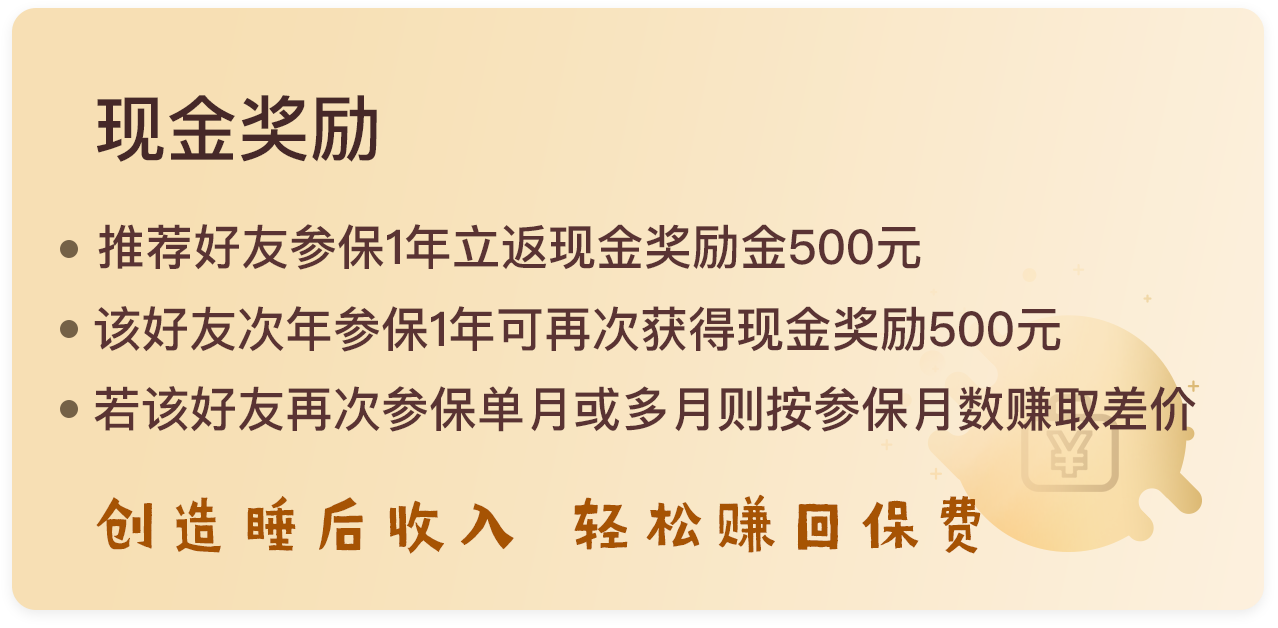 现金奖励
推荐好友参保1年立返现金奖励金500元
该好友次年参保1年可再次获得现金奖励500元
若该好友再次参保单月或多月则按参保月数赚取差价
创造睡后收入 轻松赚回保费
¥